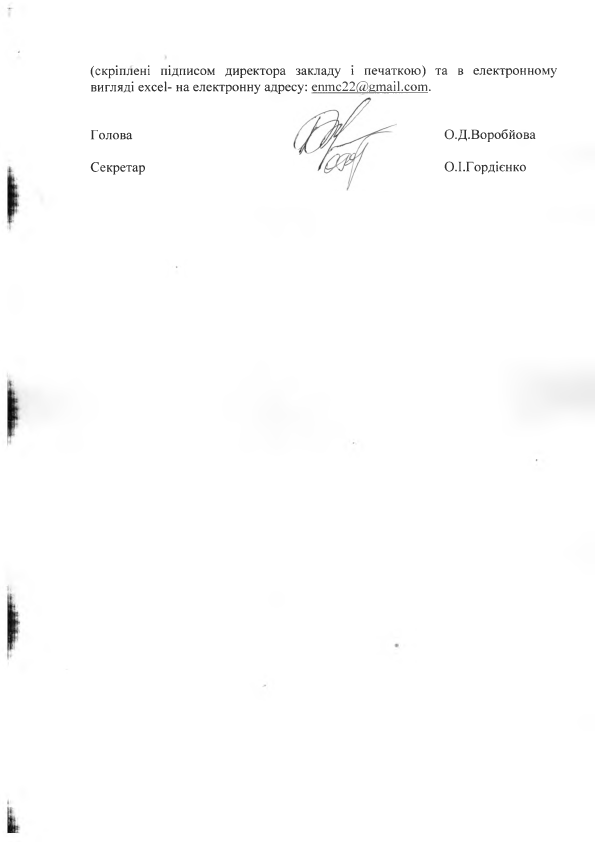 (скріплені підписом директора закладу і печаткою) та в електронному
вигляді excel- на електронну адресу: enmc22@gmail.com.
Голова О.Д.Воробйова
Секретар О.І.Гордієнко